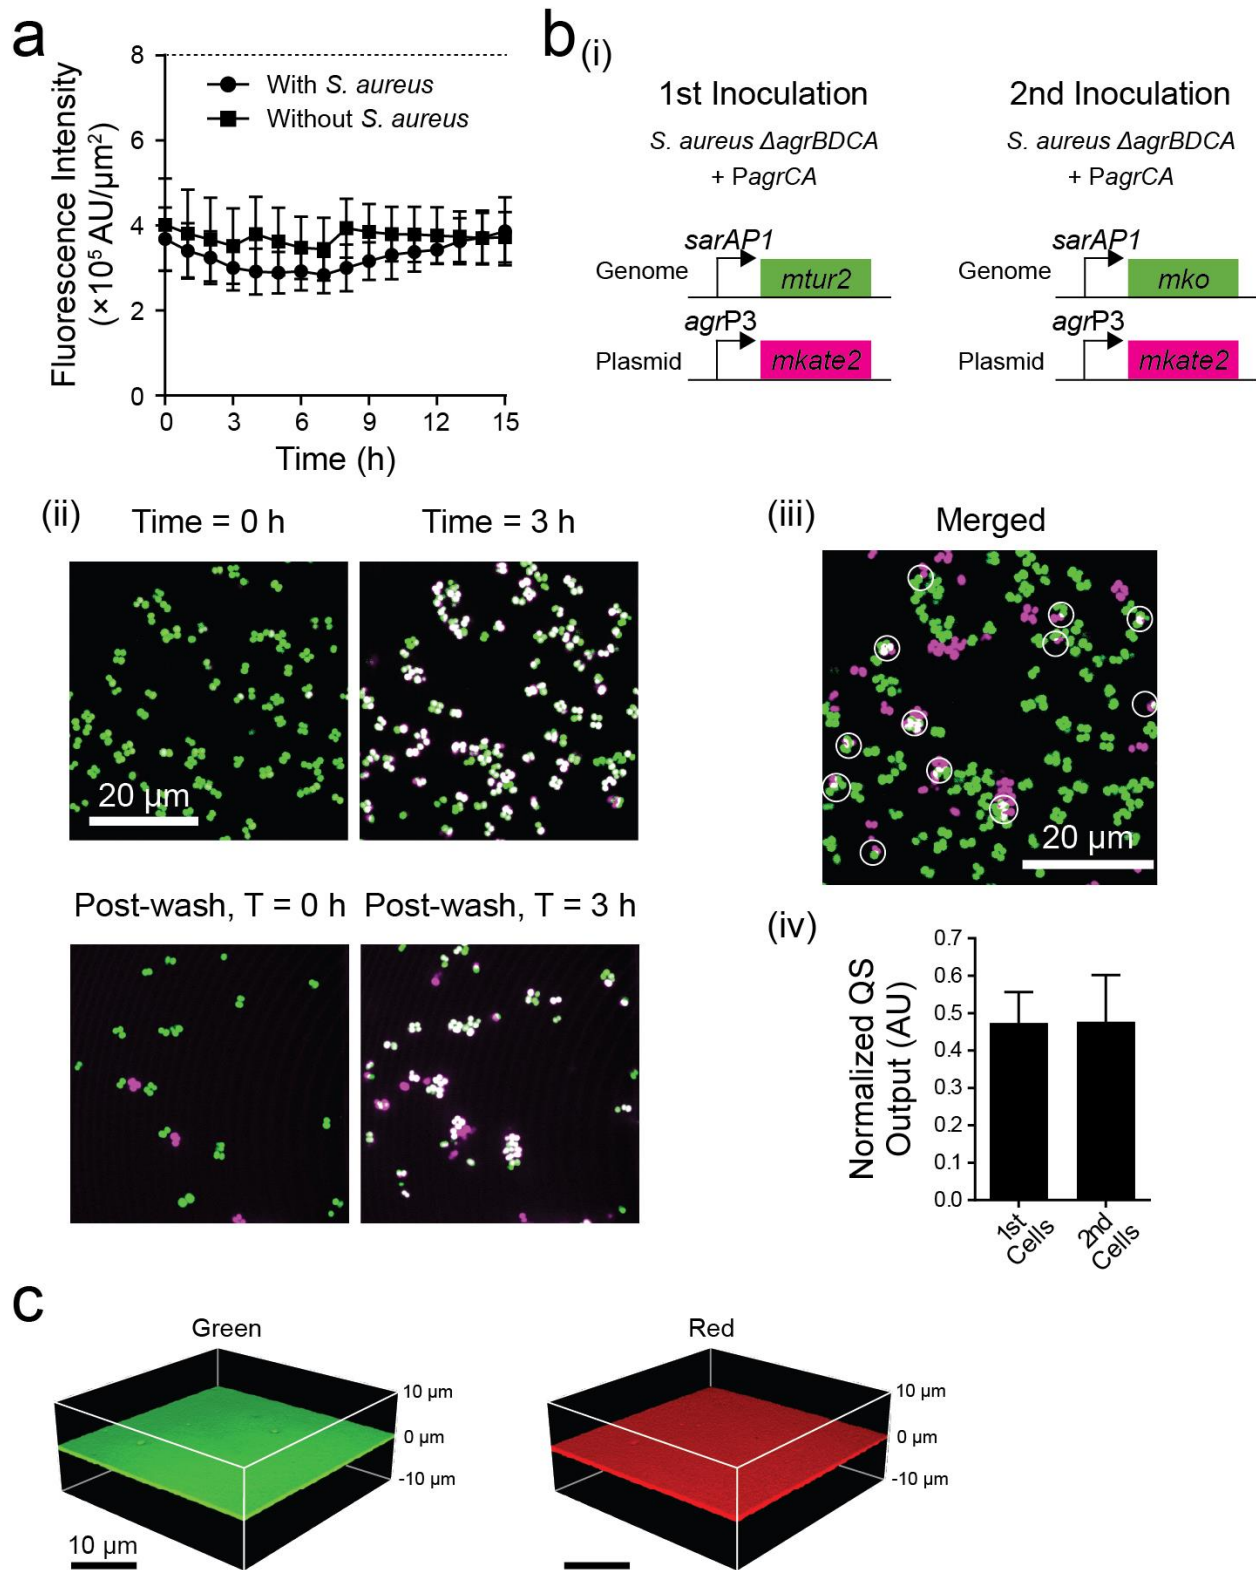 a
Fluorescence Intensity
(×10⁵ AU/µm²)
8
6
4
2
0
With S. aureus
Without S. aureus
0 3 6 9 12 15
Time (h)
b
(i)
1st Inoculation
S. aureus ΔagrBDCA
+ PagrCA
sarAP1
Genome
mtur2
agrP3
Plasmid
mkate2
2nd Inoculation
S. aureus ΔagrBDCA
+ PagrCA
sarAP1
Genome
mko
agrP3
Plasmid
mkate2
(ii)
Time = 0 h
Time = 3 h
20 µm
Post-wash, T = 0 h
Post-wash, T = 3 h
(iii)
Merged
20 µm
(iv)
Normalized QS
Output (AU)
0.7
0.6
0.5
0.4
0.3
0.2
0.1
0.0
1st
Cells
2nd
Cells
c
Green
10 µm
0 µm
-10 µm
10 µm
Red
10 µm
0 µm
-10 µm